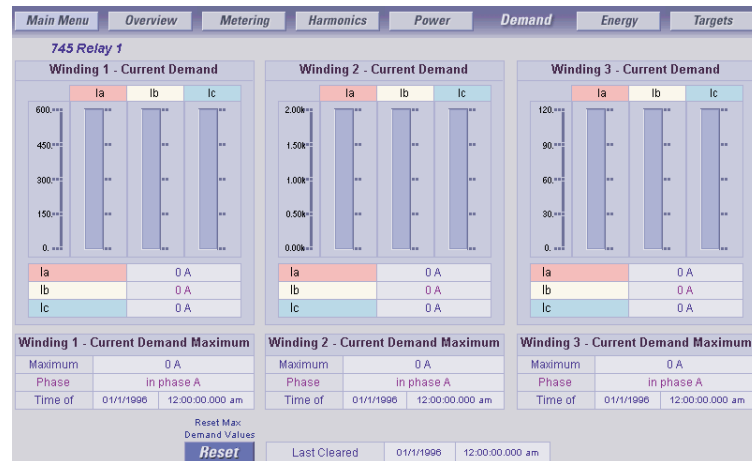 Main Menu Overview Metering Harmonics Power Demand Energy Targets
745 Relay 1
Winding 1 - Current Demand
Ia Ib Ic
600.
450.
300.
150.
0.
Ia 0 A
Ib 0 A
Ic 0 A
Winding 2 - Current Demand
Ia Ib Ic
2.00k
1.50k
1.00k
0.50k
0.00k
Ia 0 A
Ib 0 A
Ic 0 A
Winding 3 - Current Demand
Ia Ib Ic
120.
90.
60.
30.
0.
Ia 0 A
Ib 0 A
Ic 0 A
Winding 1 - Current Demand Maximum
Maximum 0 A
Phase in phase A
Time of 01/1/1996 12:00:00.000 am
Winding 2 - Current Demand Maximum
Maximum 0 A
Phase in phase A
Time of 01/1/1996 12:00:00.000 am
Winding 3 - Current Demand Maximum
Maximum 0 A
Phase in phase A
Time of 01/1/1996 12:00:00.000 am
Reset Max
Demand Values
Reset
Last Cleared 01/1/1996 12:00:00.000 am